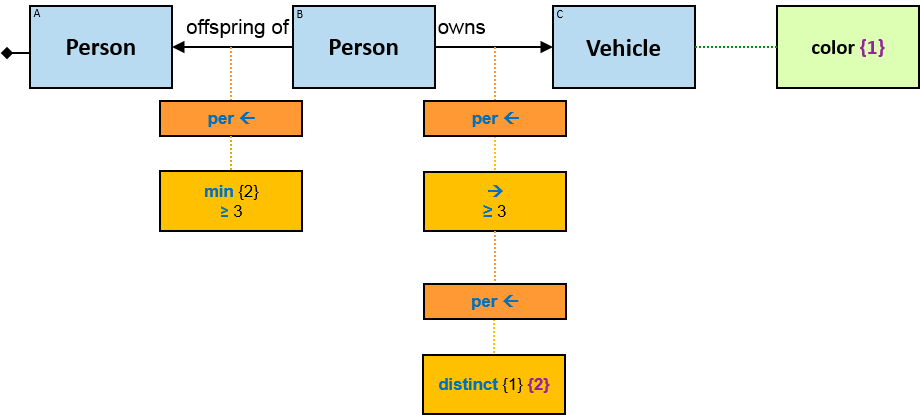 A
Person
offspring of
B
Person
owns
C
Vehicle
color {1}
per ←
per ←
min {2}
≥ 3
→
≥ 3
per ←
distinct {1} {2}